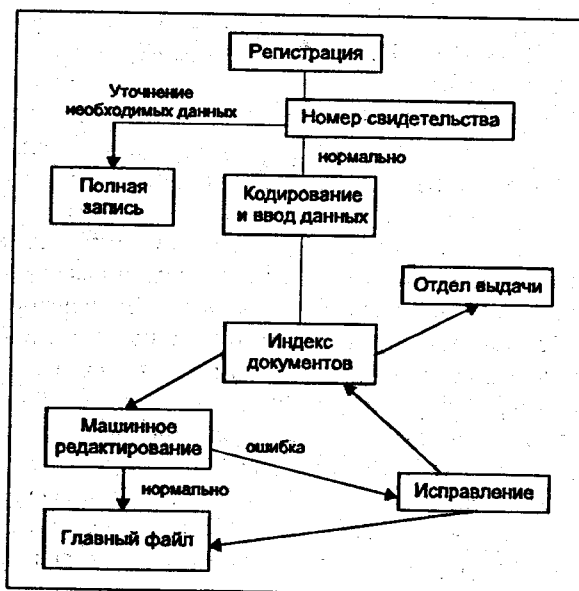 Регистрация
Уточнение
необходимых данных
Номер свидетельства
нормально
Полная
запись
Кодирование
и ввод данных
Отдел выдачи
Индекс
документов
Машинное
редактирование
ошибка
Исправление
нормально
Главный файл